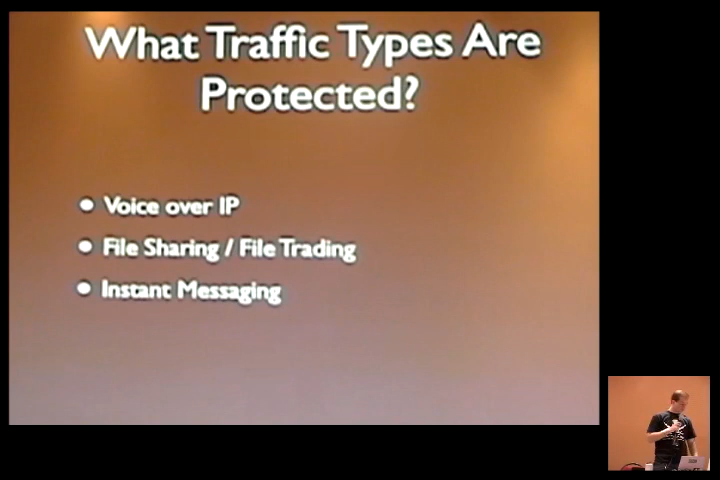 What Traffic Types Are
Protected?
Voice over IP
File Sharing / File Trading
Instant Messaging